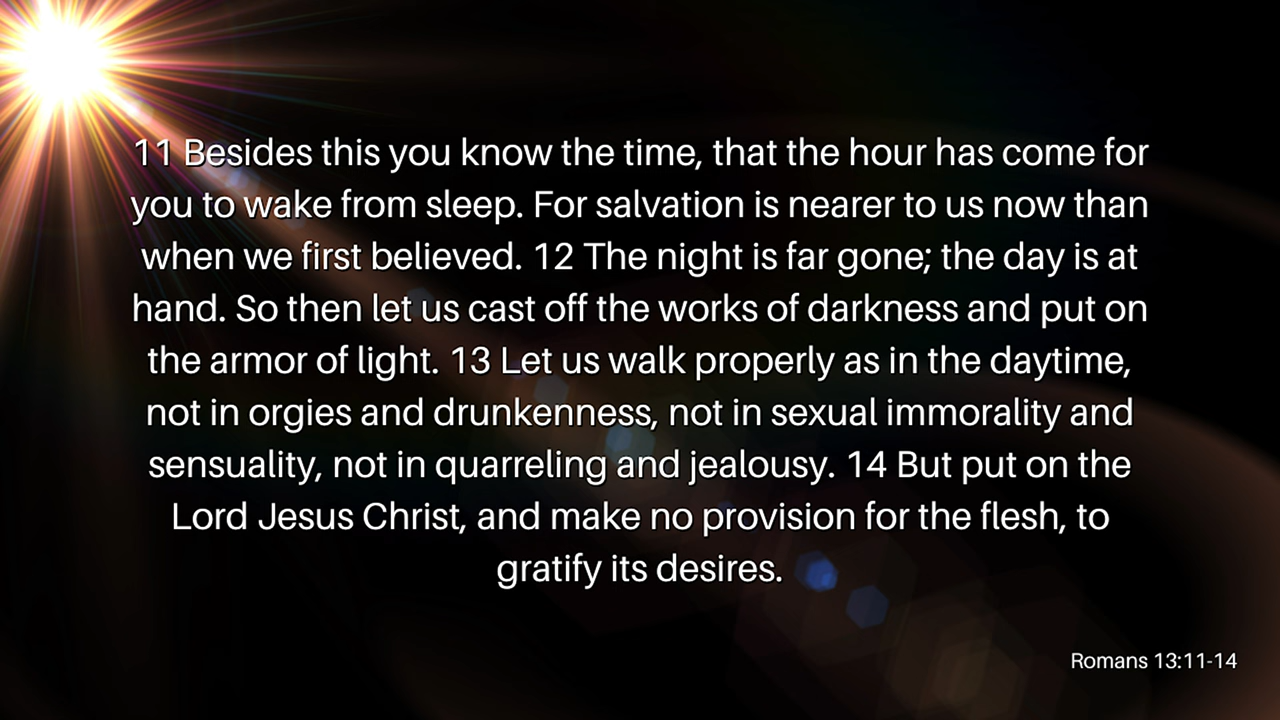 11 Besides this you know the time, that the hour has come for
you to wake from sleep. For salvation is nearer to us now than
when we first believed. 12 The night is far gone; the day is at
hand. So then let us cast off the works of darkness and put on
the armor of light. 13 Let us walk properly as in the daytime,
not in orgies and drunkenness, not in sexual immorality and
sensuality, not in quarreling and jealousy. 14 But put on the
Lord Jesus Christ, and make no provision for the flesh, to
gratify its desires.
Romans 13:11-14